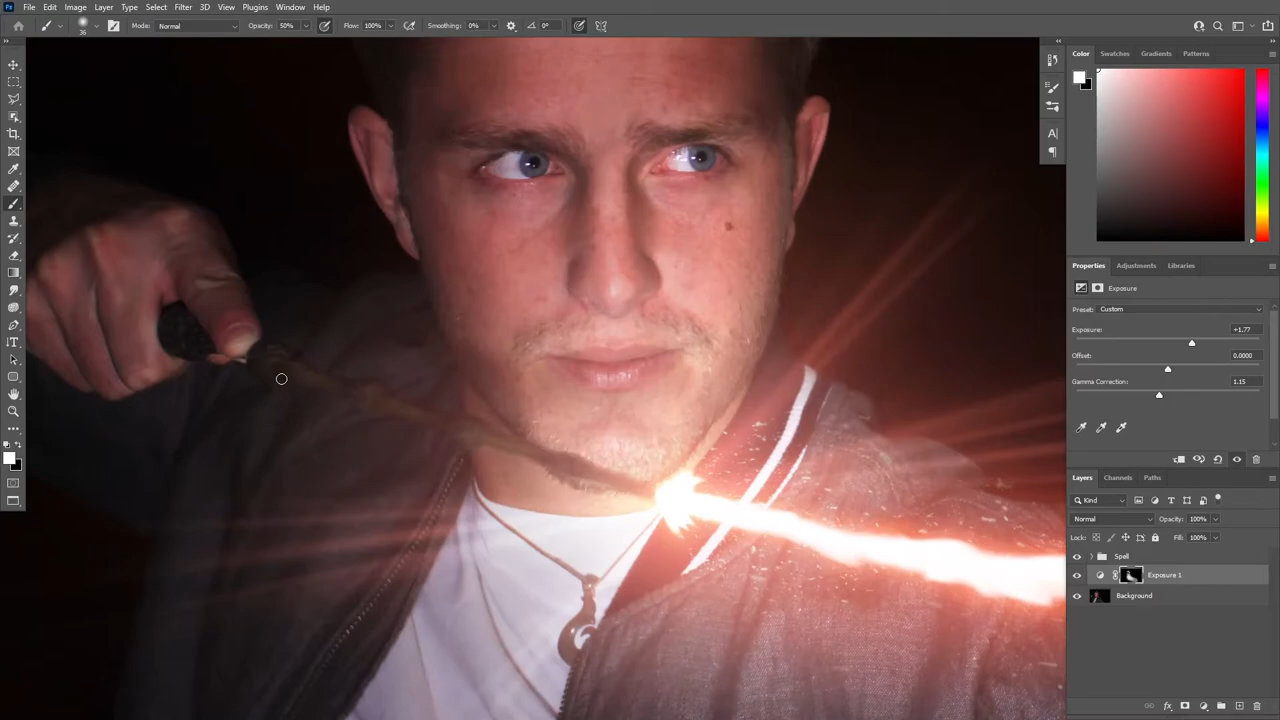 Ps File Edit Image Layer Type Select Filter 3D View Plugins Window Help
36 Mode: Normal Opacity: 50% Flow: 100% Smoothing: 0% 0°
Color Swatches Gradients Patterns
Properties Adjustments Libraries
Exposure
Preset: Custom
Exposure: +1.77
Offset: 0.0000
Gamma Correction: 1.15
Layers Channels Paths
Kind
Normal Opacity: 100%
Lock: Fill: 100%
Spell
Exposure 1
Background